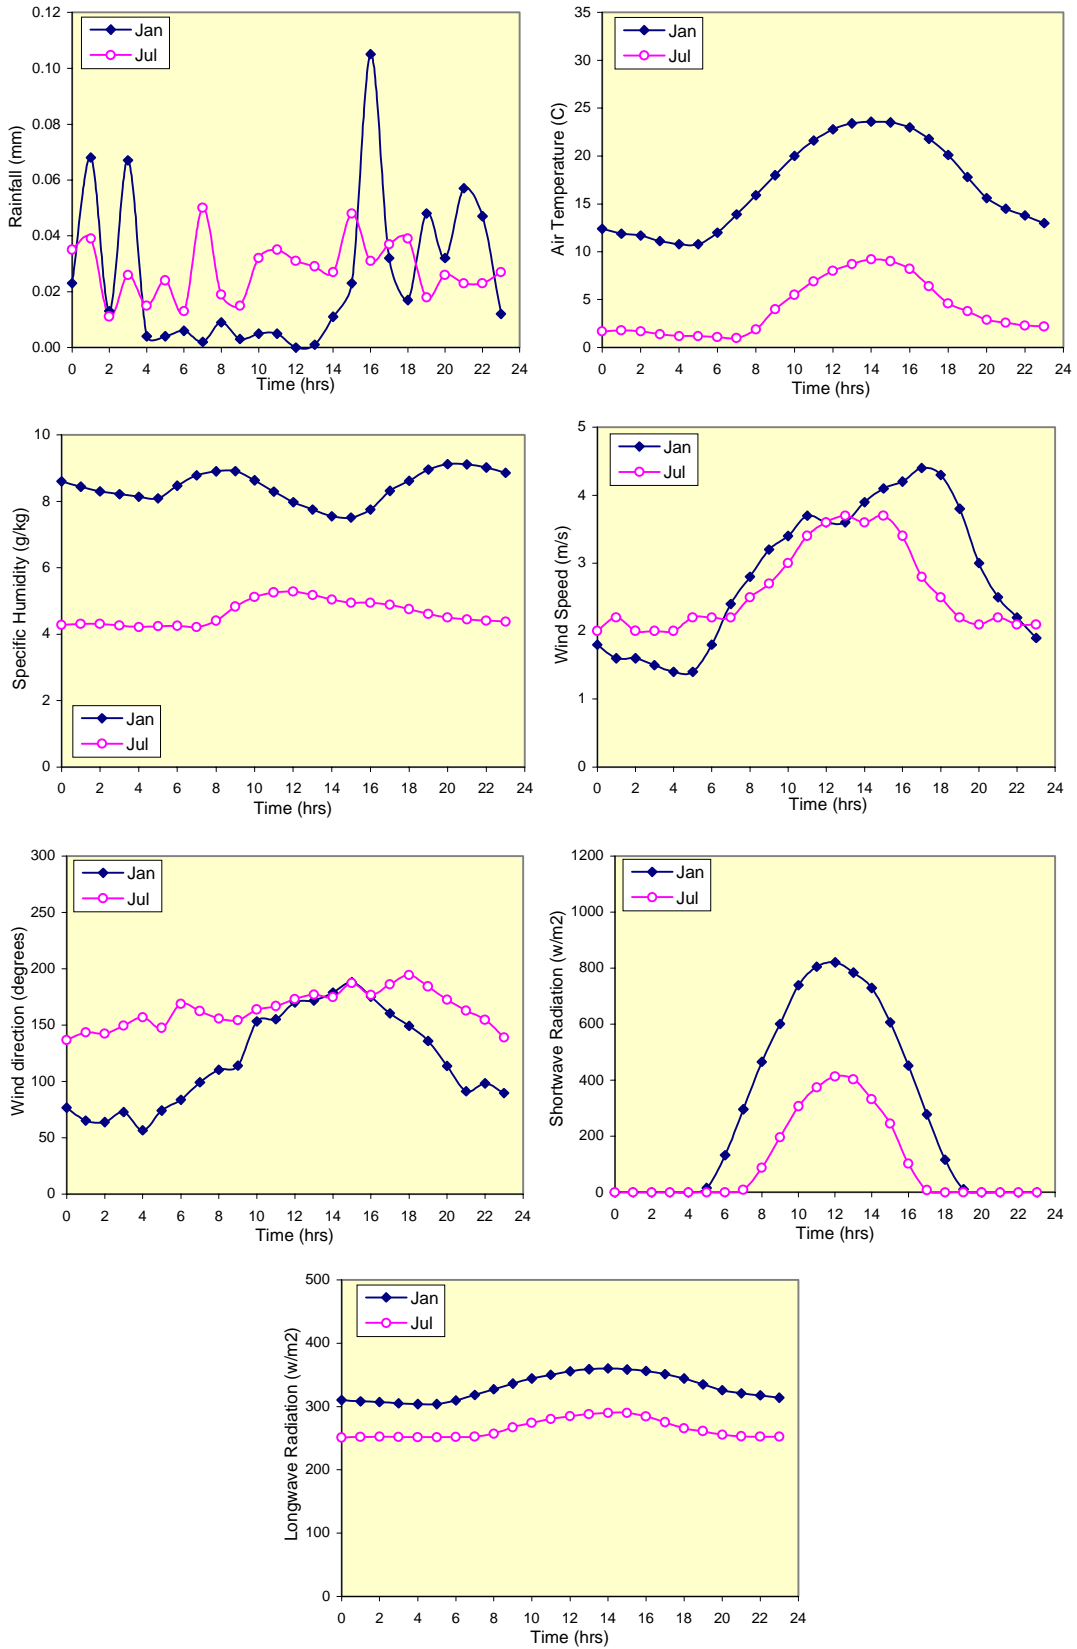 0.12
0.10
0.08
0.06
0.04
0.02
0.00
Rainfall (mm)
Jan
Jul
0 2 4 6 8 10 12 14 16 18 20 22 24
Time (hrs)
35
30
25
20
15
10
5
0
Air Temperature (C)
Jan
Jul
0 2 4 6 8 10 12 14 16 18 20 22 24
Time (hrs)
10
8
6
4
2
0
Specific Humidity (g/kg)
Jan
Jul
0 2 4 6 8 10 12 14 16 18 20 22 24
Time (hrs)
5
4
3
2
1
0
Wind Speed (m/s)
Jan
Jul
0 2 4 6 8 10 12 14 16 18 20 22 24
Time (hrs)
300
250
200
150
100
50
0
Wind direction (degrees)
Jan
Jul
0 2 4 6 8 10 12 14 16 18 20 22 24
Time (hrs)
1200
1000
800
600
400
200
0
Shortwave Radiation (w/m2)
Jan
Jul
0 2 4 6 8 10 12 14 16 18 20 22 24
Time (hrs)
500
400
300
200
100
0
Longwave Radiation (w/m2)
Jan
Jul
0 2 4 6 8 10 12 14 16 18 20 22 24
Time (hrs)